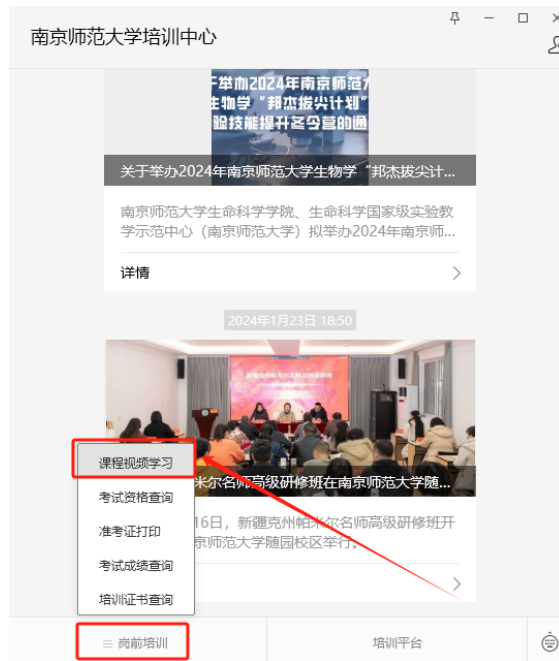 南京师范大学培训中心
于举办2024年南京师范大
生物学“邦杰拔尖计划”
验技能提升冬令营的通
关于举办2024年南京师范大学生物学“邦杰拔尖计...
南京师范大学生命科学学院、生命科学国家级实验教
学示范中心（南京师范大学）拟举办2024年南京师...
详情
2024年1月23日 18:50
课程视频学习
米尔名师高级研修班在南京师范大学随...
考试资格查询
16日，新疆克州帕米尔名师高级研修班开
准考证打印
京师范大学随园校区举行。
考试成绩查询
培训证书查询
岗前培训
培训平台